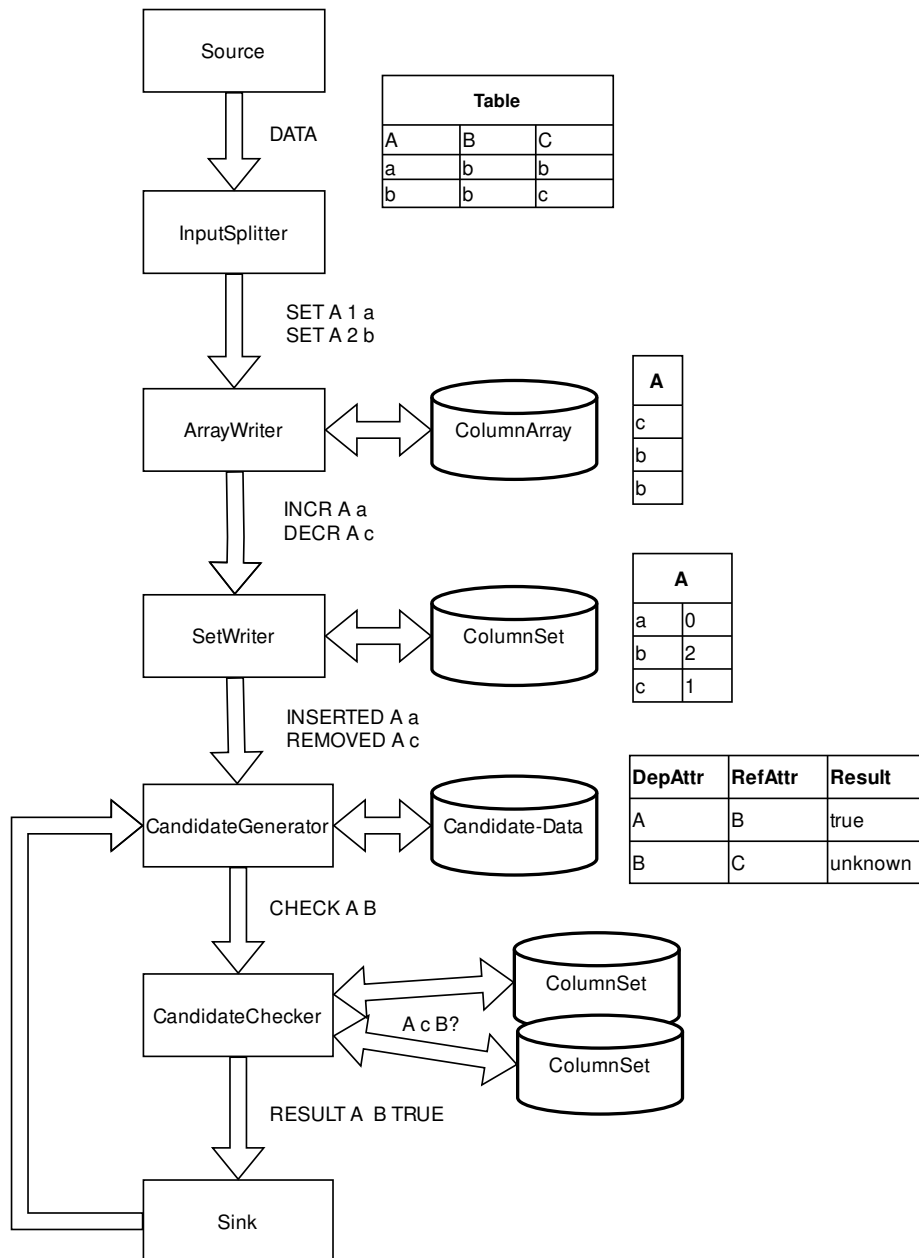 Source
DATA
Table
A B C
a b b
b b c
InputSplitter
SET A 1 a
SET A 2 b
ArrayWriter
ColumnArray
A
c
b
b
INCR A a
DECR A c
SetWriter
ColumnSet
A
a 0
b 2
c 1
INSERTED A a
REMOVED A c
CandidateGenerator
Candidate-Data
DepAttr RefAttr Result
A B true
B C unknown
CHECK A B
CandidateChecker
A c B?
ColumnSet
ColumnSet
RESULT A B TRUE
Sink